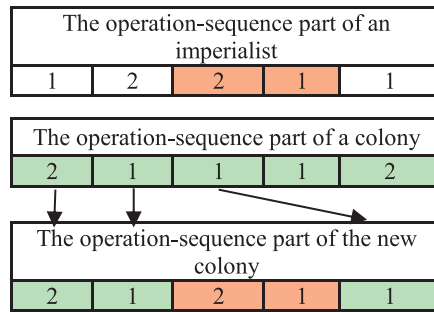 The operation-sequence part of an
imperialist
1 2 2 1 1
The operation-sequence part of a colony
2 1 1 1 2
The operation-sequence part of the new
colony
2 1 2 1 1